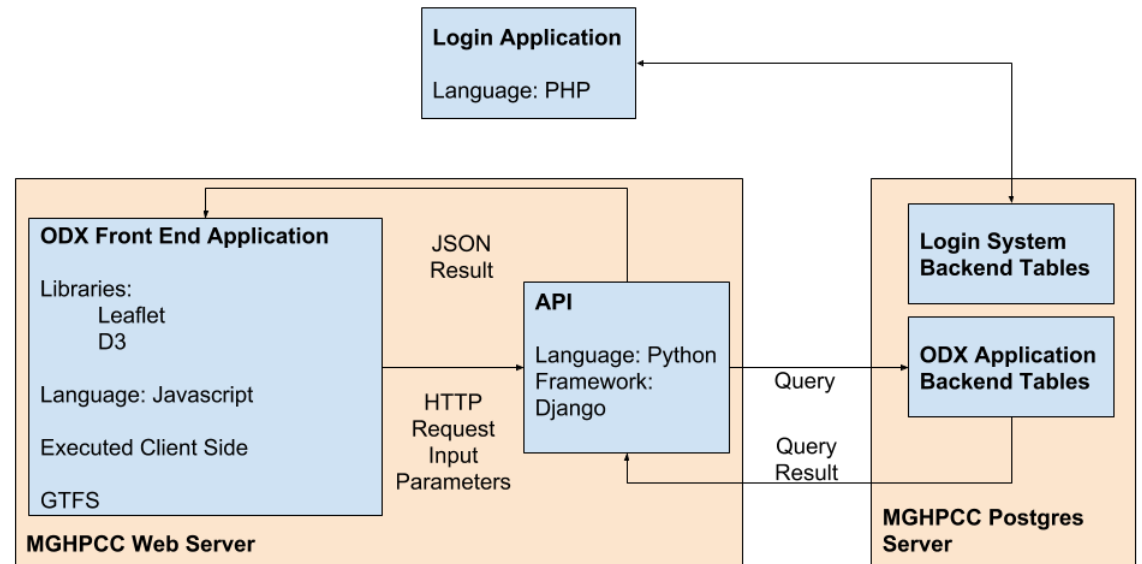 Login Application
Language: PHP
ODX Front End Application
Libraries:
Leaflet
D3
Language: Javascript
Executed Client Side
GTFS
MGHPCC Web Server
JSON
Result
HTTP
Request
Input
Parameters
API
Language: Python
Framework:
Django
Query
Query
Result
Login System
Backend Tables
ODX Application
Backend Tables
MGHPCC Postgres
Server